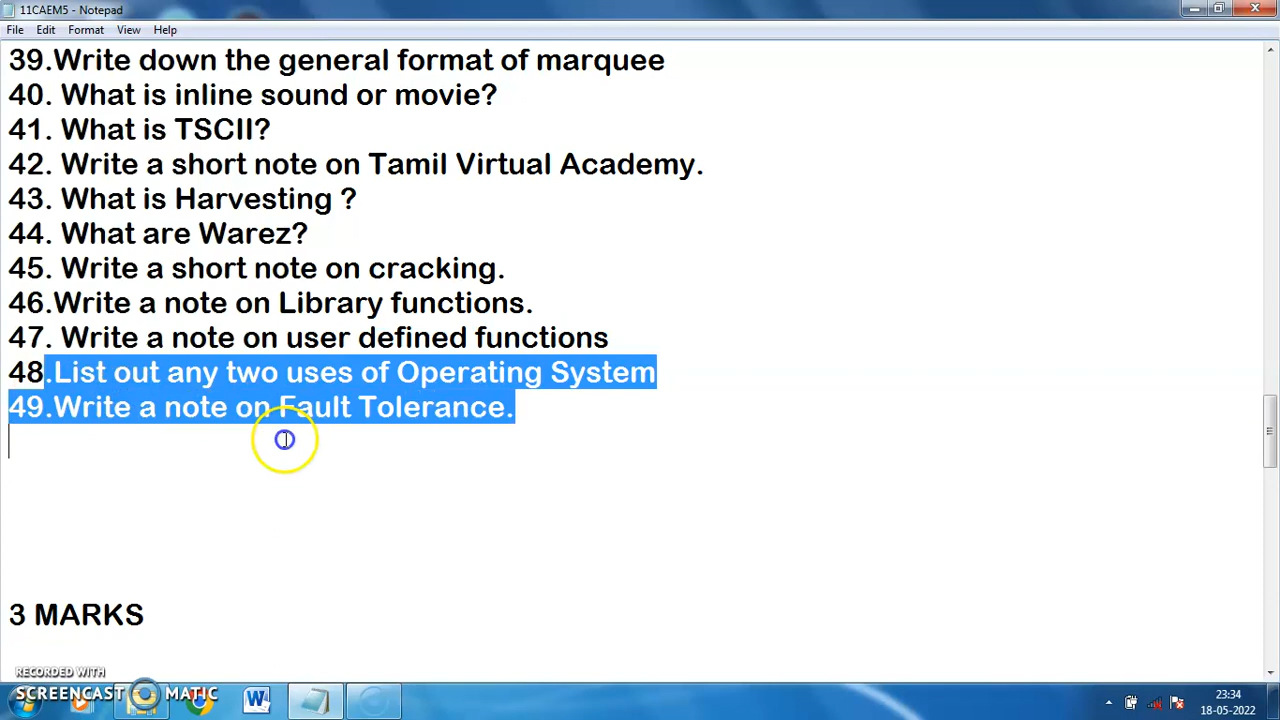 11CAEM5 - Notepad
File Edit Format View Help
39.Write down the general format of marquee
40. What is inline sound or movie?
41. What is TSCII?
42. Write a short note on Tamil Virtual Academy.
43. What is Harvesting ?
44. What are Warez?
45. Write a short note on cracking.
46.Write a note on Library functions.
47. Write a note on user defined functions
48.List out any two uses of Operating System
49.Write a note on Fault Tolerance.
3 MARKS
RECORDED WITH
SCREENCAST MATIC
W
23:34
18-05-2022